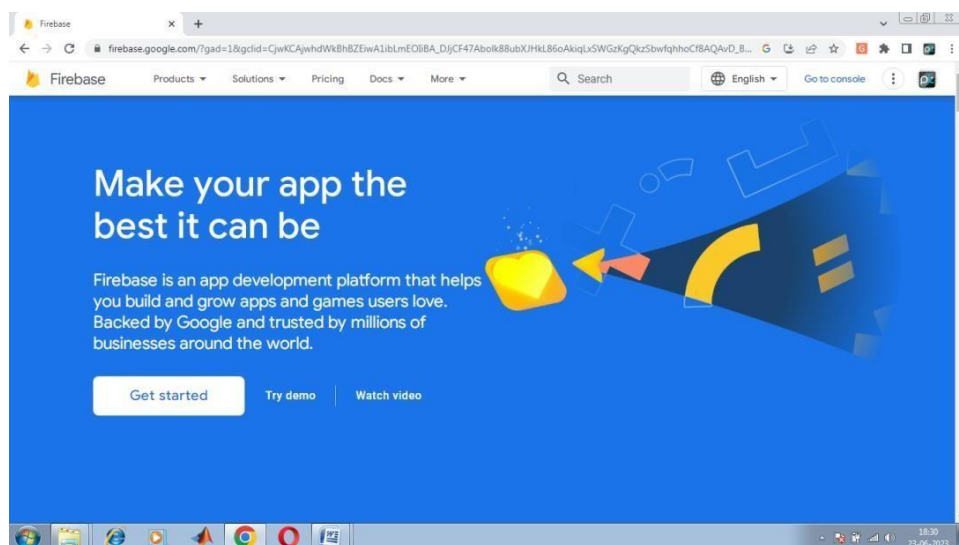 Firebase
firebase.google.com/?gad=1&gclid=CjwKCAjwhdWkBhBZEiwA1ibLmEOliBA_DJjCF47Abolk88ubXJHkL86oAkiqLxSWGzKgQkzSbwfqhhoCf8AQAvD_B...
Firebase Products Solutions Pricing Docs More Search English Go to console
Make your app the
best it can be
Firebase is an app development platform that helps
you build and grow apps and games users love.
Backed by Google and trusted by millions of
businesses around the world.
Get started Try demo Watch video
18:30
23-06-2023